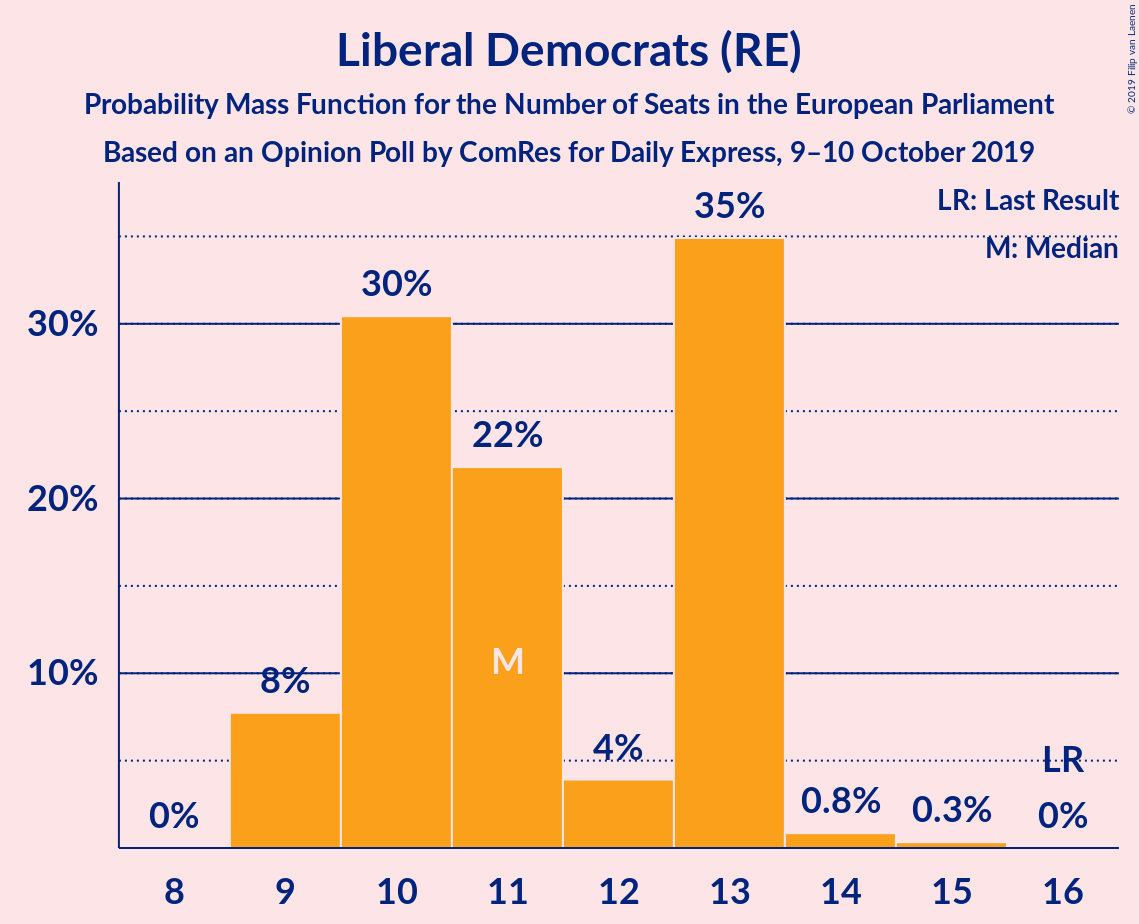 Liberal Democrats (RE)
Probability Mass Function for the Number of Seats in the European Parliament
Based on an Opinion Poll by ComRes for Daily Express, 9–10 October 2019
© 2019 Filip van Laenen
LR: Last Result
M: Median
35%
30%
30%
22%
20%
M
10%
8%
4%
LR
0%
0.8%
0.3%
0%
8 9 10 11 12 13 14 15 16